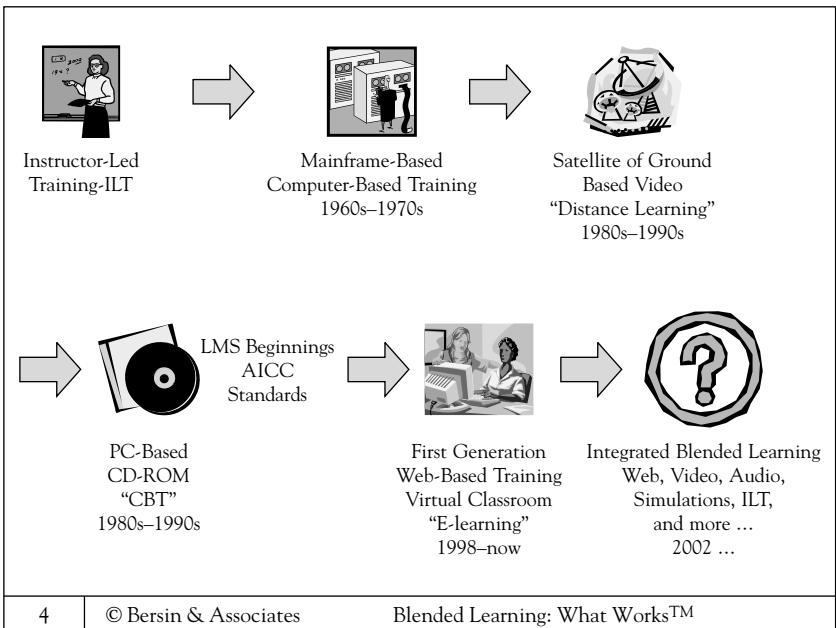 Instructor-Led
Training-ILT
Mainframe-Based
Computer-Based Training
1960s–1970s
Satellite of Ground
Based Video
“Distance Learning”
1980s–1990s
PC-Based
CD-ROM
“CBT”
1980s–1990s
LMS Beginnings
AICC
Standards
First Generation
Web-Based Training
Virtual Classroom
“E-learning”
1998–now
?
Integrated Blended Learning
Web, Video, Audio,
Simulations, ILT,
and more …
2002 …
4 © Bersin & Associates Blended Learning: What Works™